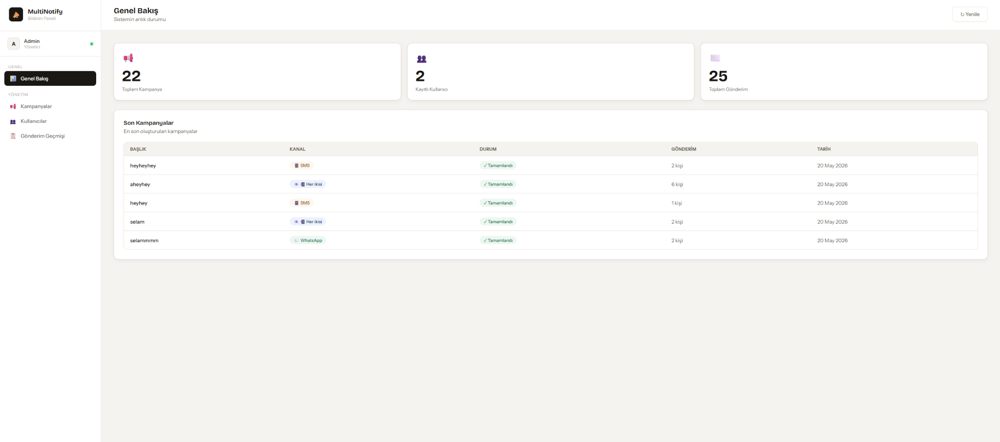 MultiNotify
Bildirim Paneli
A
Admin
Yönetici
GENEL
Genel Bakış
YÖNETİM
Kampanyalar
Kullanıcılar
Gönderim Geçmişi
Genel Bakış
Sistemin anlık durumu
↻ Yenile
22
Toplam Kampanya
2
Kayıtlı Kullanıcı
25
Toplam Gönderim
Son Kampanyalar
En son oluşturulan kampanyalar
BAŞLIK KANAL DURUM GÖNDERİM TARİH
heyheyhey SMS ✓ Tamamlandı 2 kişi 20 May 2026
aheyhey Her ikisi ✓ Tamamlandı 6 kişi 20 May 2026
heyhey SMS ✓ Tamamlandı 1 kişi 20 May 2026
selam Her ikisi ✓ Tamamlandı 2 kişi 20 May 2026
selammmm WhatsApp ✓ Tamamlandı 2 kişi 20 May 2026